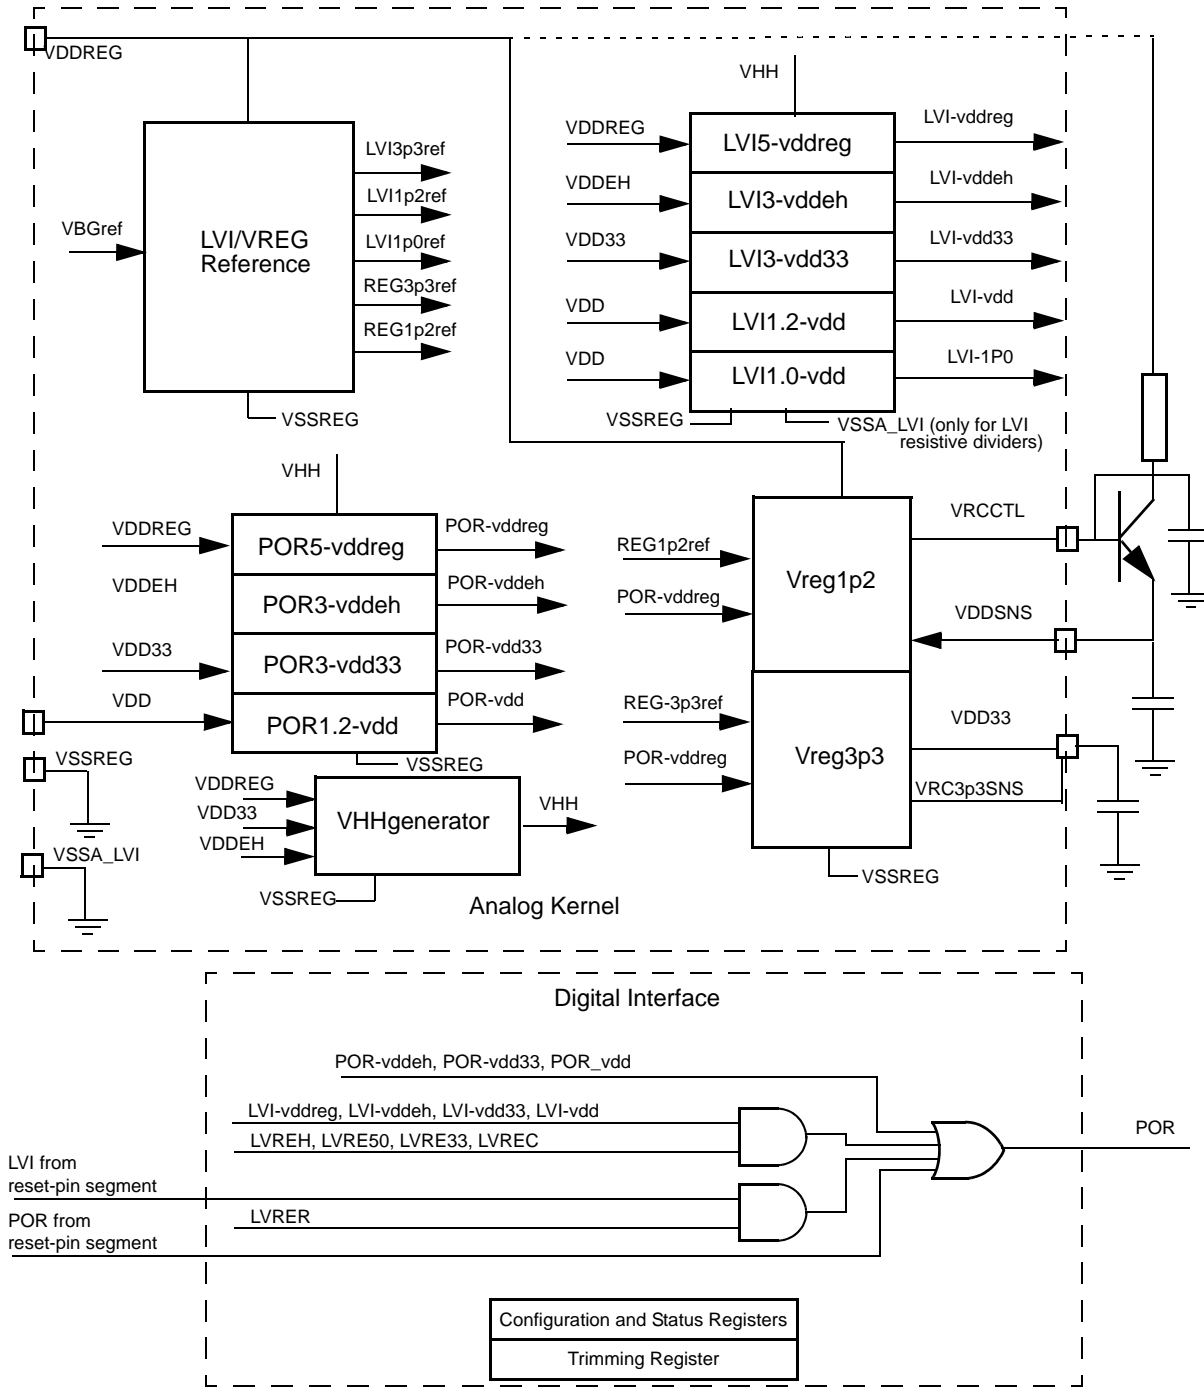 VDDREG
VHH
VDDREG
LVI5-vddreg
LVI-vddreg
VDDEH
LVI3-vddeh
LVI-vddeh
VDD33
LVI3-vdd33
LVI-vdd33
VDD
LVI1.2-vdd
LVI-vdd
VDD
LVI1.0-vdd
LVI-1P0
VSSREG
VSSA_LVI (only for LVI
resistive dividers)
VBGref
LVI/VREG
Reference
LVI3p3ref
LVI1p2ref
LVI1p0ref
REG3p3ref
REG1p2ref
VSSREG
VHH
VDDREG
POR5-vddreg
POR-vddreg
VDDEH
POR3-vddeh
POR-vddeh
VDD33
POR3-vdd33
POR-vdd33
VDD
POR1.2-vdd
POR-vdd
VSSREG
REG1p2ref
POR-vddreg
Vreg1p2
VRCCTL
VDDSNS
REG-3p3ref
POR-vddreg
Vreg3p3
VDD33
VRC3p3SNS
VSSREG
VSSREG
VSSA_LVI
VDDREG
VDD33
VDDEH
VHHgenerator
VHH
VSSREG
Analog Kernel
Digital Interface
POR-vddeh, POR-vdd33, POR_vdd
LVI-vddreg, LVI-vddeh, LVI-vdd33, LVI-vdd
LVREH, LVRE50, LVRE33, LVREC
POR
LVI from
reset-pin segment
LVRER
POR from
reset-pin segment
Configuration and Status Registers
Trimming Register